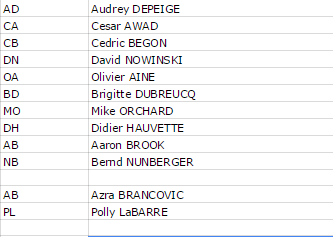 AD Audrey DEPEIGE
CA Cesar AWAD
CB Cedric BEGON
DN David NOWINSKI
OA Olivier AINE
BD Brigitte DUBREUCQ
MO Mike ORCHARD
DH Didier HAUVETTE
AB Aaron BROOK
NB Bernd NUNBERGER
AB Azra BRANCOVIC
PL Polly LaBARRE